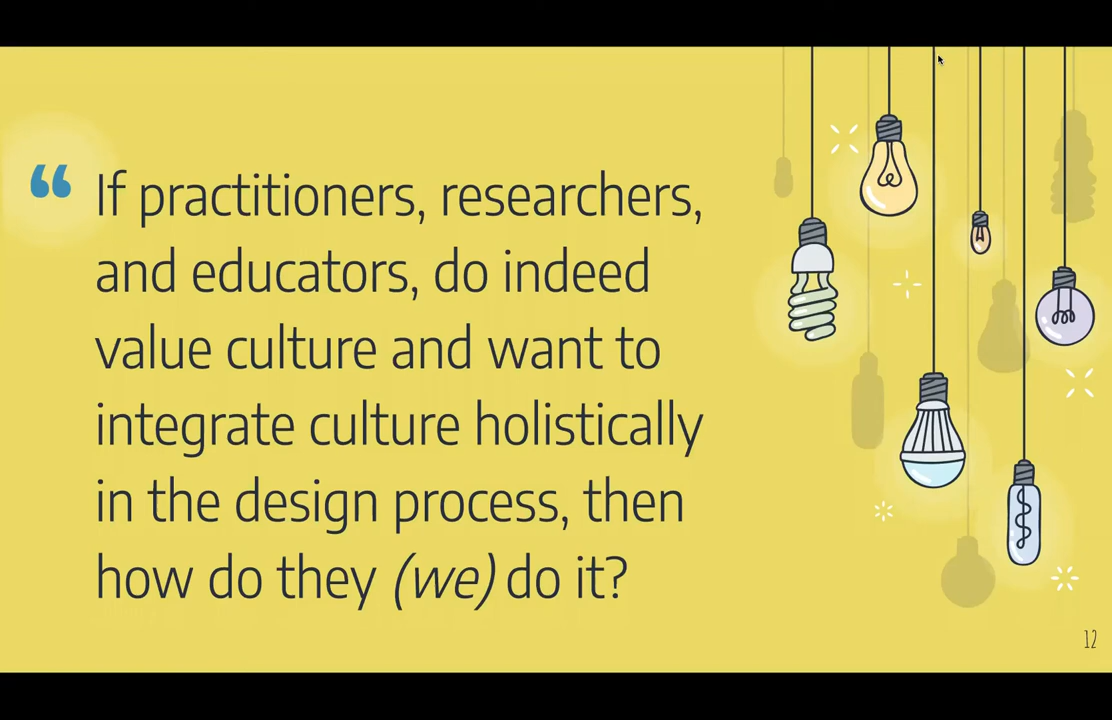 “ If practitioners, researchers,
and educators, do indeed
value culture and want to
integrate culture holistically
in the design process, then
how do they (we) do it?
12